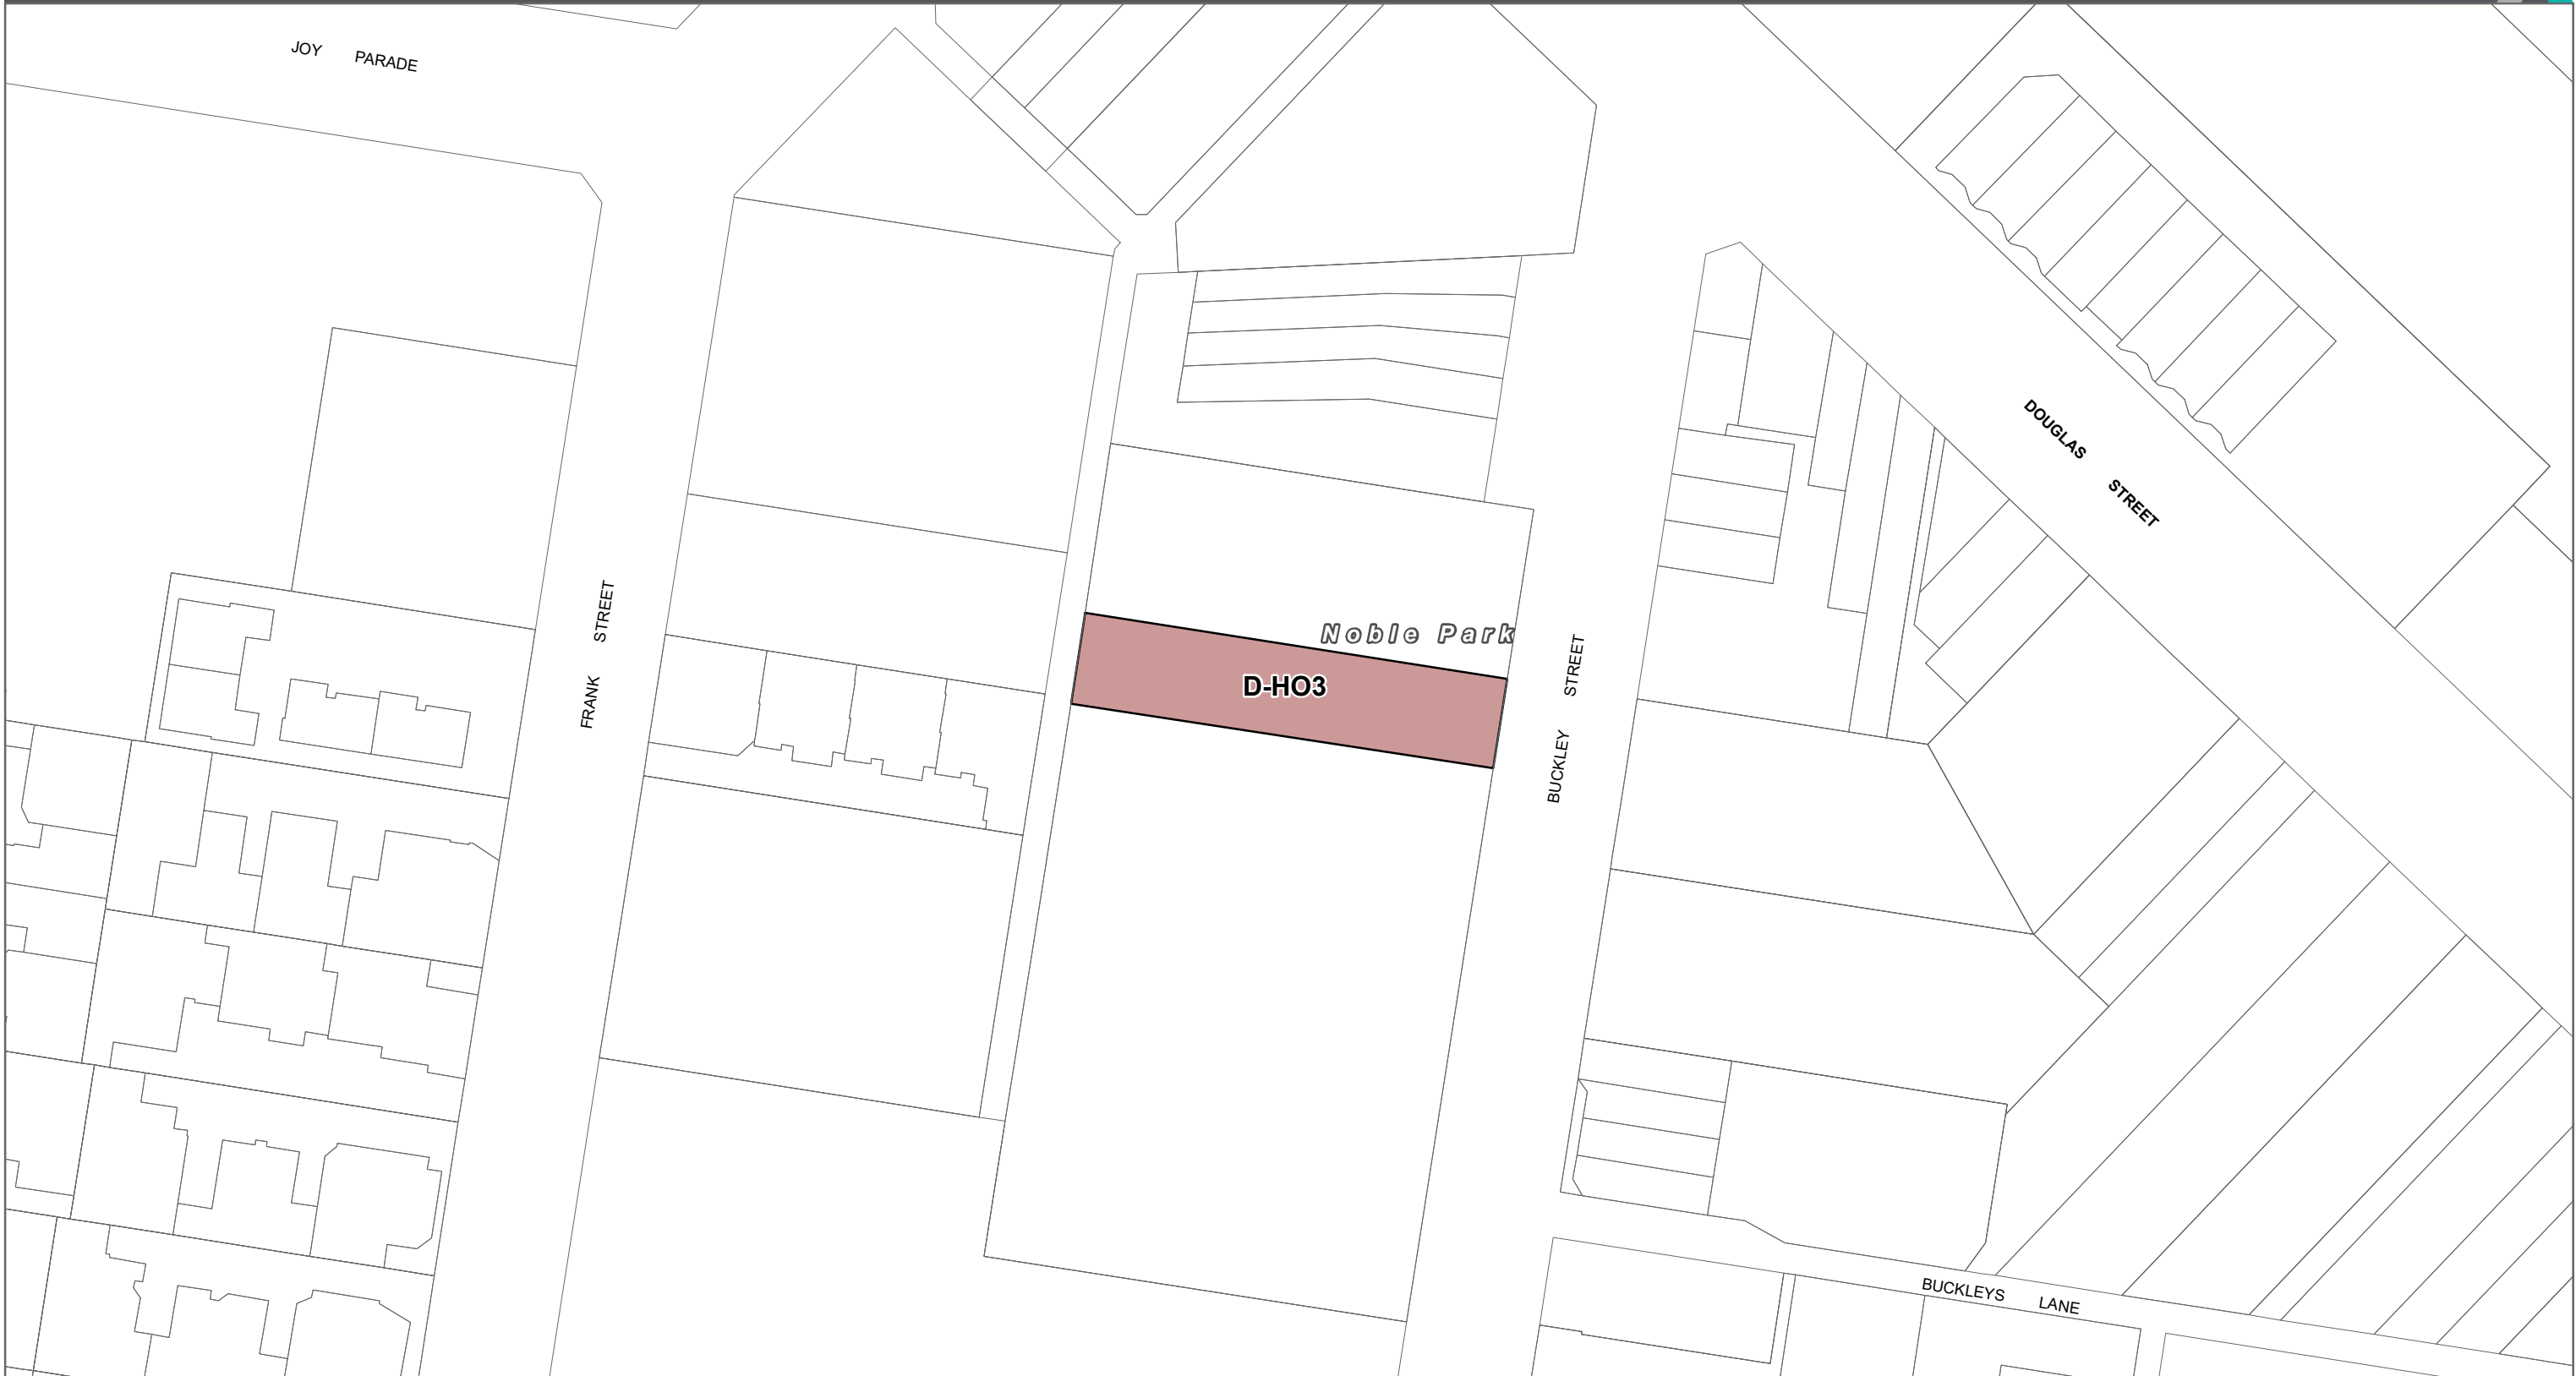 JOY PARADE
DOUGLAS STREET
FRANK STREET
Noble Park
BUCKLEY STREET
D-HO3
BUCKLEYS LANE